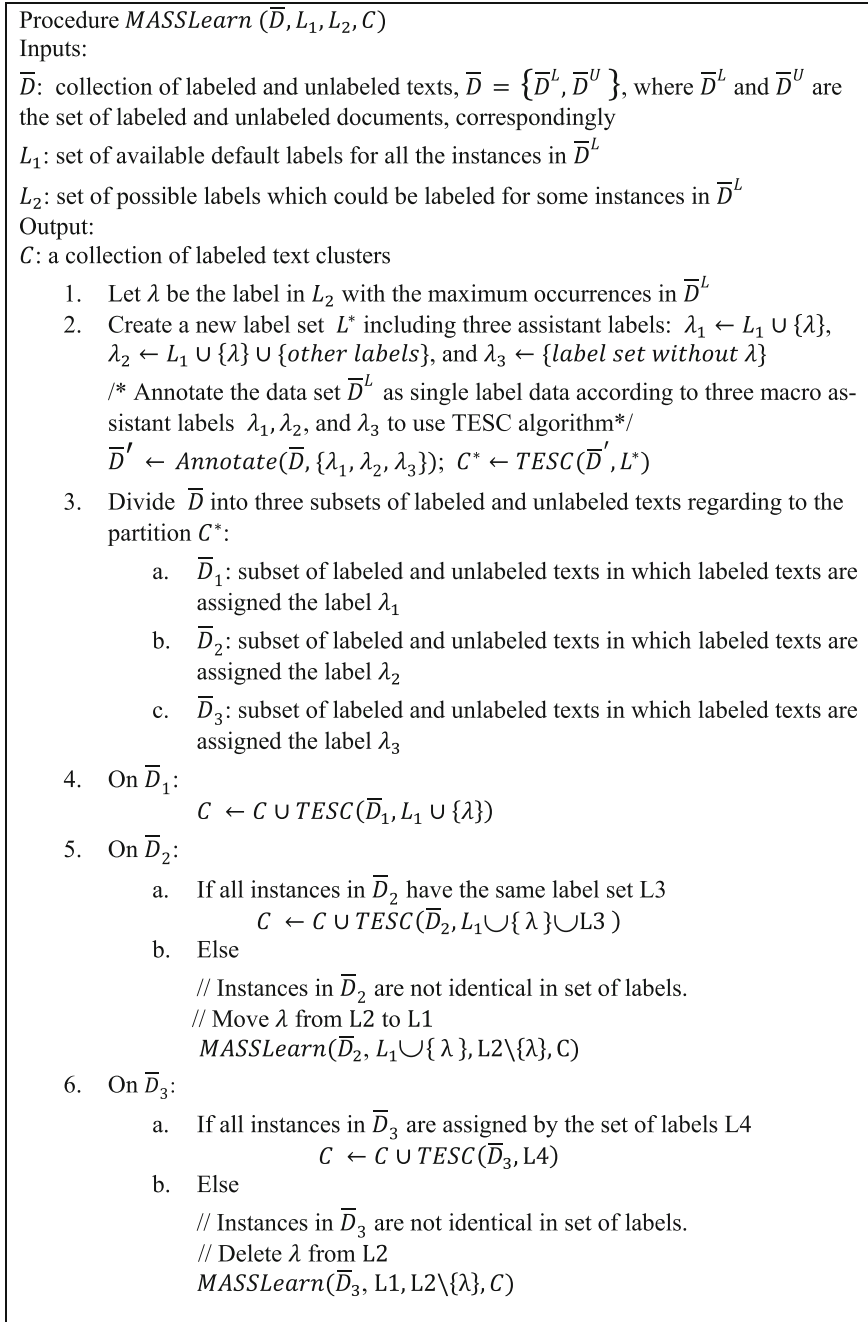 Procedure MASSLearn (D̅, L₁, L₂, C)
Inputs:
D̅: collection of labeled and unlabeled texts, D̅ = {D̅ᴸ, D̅ᵁ }, where D̅ᴸ and D̅ᵁ are
the set of labeled and unlabeled documents, correspondingly
L₁: set of available default labels for all the instances in D̅ᴸ
L₂: set of possible labels which could be labeled for some instances in D̅ᴸ
Output:
C: a collection of labeled text clusters
1. Let λ be the label in L₂ with the maximum occurrences in D̅ᴸ
2. Create a new label set L* including three assistant labels: λ₁ ← L₁ ∪ {λ},
λ₂ ← L₁ ∪ {λ} ∪ {other labels}, and λ₃ ← {label set without λ}
/* Annotate the data set D̅ᴸ as single label data according to three macro as-
sistant labels λ₁, λ₂, and λ₃ to use TESC algorithm*/
D̅′ ← Annotate(D̅, {λ₁, λ₂, λ₃}); C* ← TESC(D̅′, L*)
3. Divide D̅ into three subsets of labeled and unlabeled texts regarding to the
partition C*:
a. D̅₁: subset of labeled and unlabeled texts in which labeled texts are
assigned the label λ₁
b. D̅₂: subset of labeled and unlabeled texts in which labeled texts are
assigned the label λ₂
c. D̅₃: subset of labeled and unlabeled texts in which labeled texts are
assigned the label λ₃
4. On D̅₁:
C ← C ∪ TESC(D̅₁, L₁ ∪ {λ})
5. On D̅₂:
a. If all instances in D̅₂ have the same label set L3
C ← C ∪ TESC(D̅₂, L₁∪{ λ }∪L3 )
b. Else
// Instances in D̅₂ are not identical in set of labels.
// Move λ from L2 to L1
MASSLearn(D̅₂, L₁∪{ λ }, L2\{λ}, C)
6. On D̅₃:
a. If all instances in D̅₃ are assigned by the set of labels L4
C ← C ∪ TESC(D̅₃, L4)
b. Else
// Instances in D̅₃ are not identical in set of labels.
// Delete λ from L2
MASSLearn(D̅₃, L1, L2\{λ}, C)